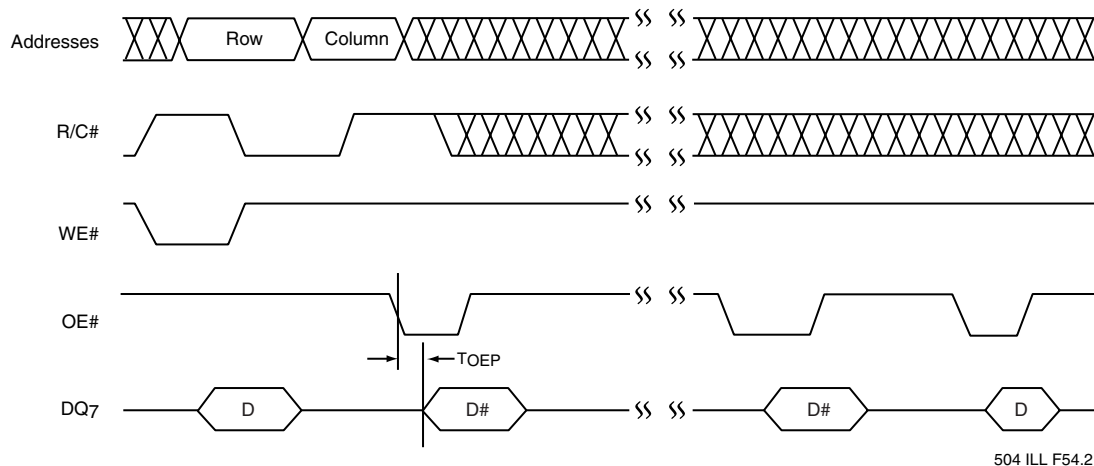 Addresses
Row
Column
R/C#
WE#
OE#
TOEP
DQ7
D
D#
D#
D
504 ILL F54.2